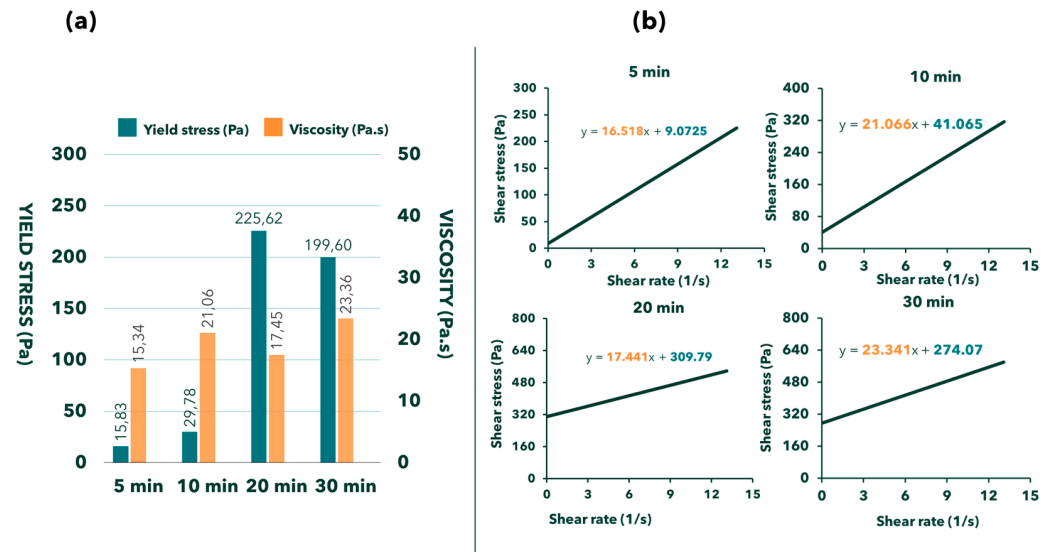 (a)
Yield stress (Pa) Viscosity (Pa.s)
YIELD STRESS (Pa)
300
250
200
150
100
50
0
15,83
15,34
29,78
21,06
225,62
17,45
199,60
23,36
50
40
30
20
10
0
VISCOSITY (Pa.s)
5 min 10 min 20 min 30 min
(b)
5 min
Shear stress (Pa)
300
250
200
150
100
50
0
y = 16.518x + 9.0725
0 3 6 9 12 15
Shear rate (1/s)
10 min
Shear stress (Pa)
400
320
240
160
80
0
y = 21.066x + 41.065
0 3 6 9 12 15
Shear rate (1/s)
20 min
Shear stress (Pa)
800
640
480
320
160
0
y = 17.441x + 309.79
0 3 6 9 12 15
Shear rate (1/s)
30 min
Shear stress (Pa)
800
640
480
320
160
0
y = 23.341x + 274.07
0 3 6 9 12 15
Shear rate (1/s)